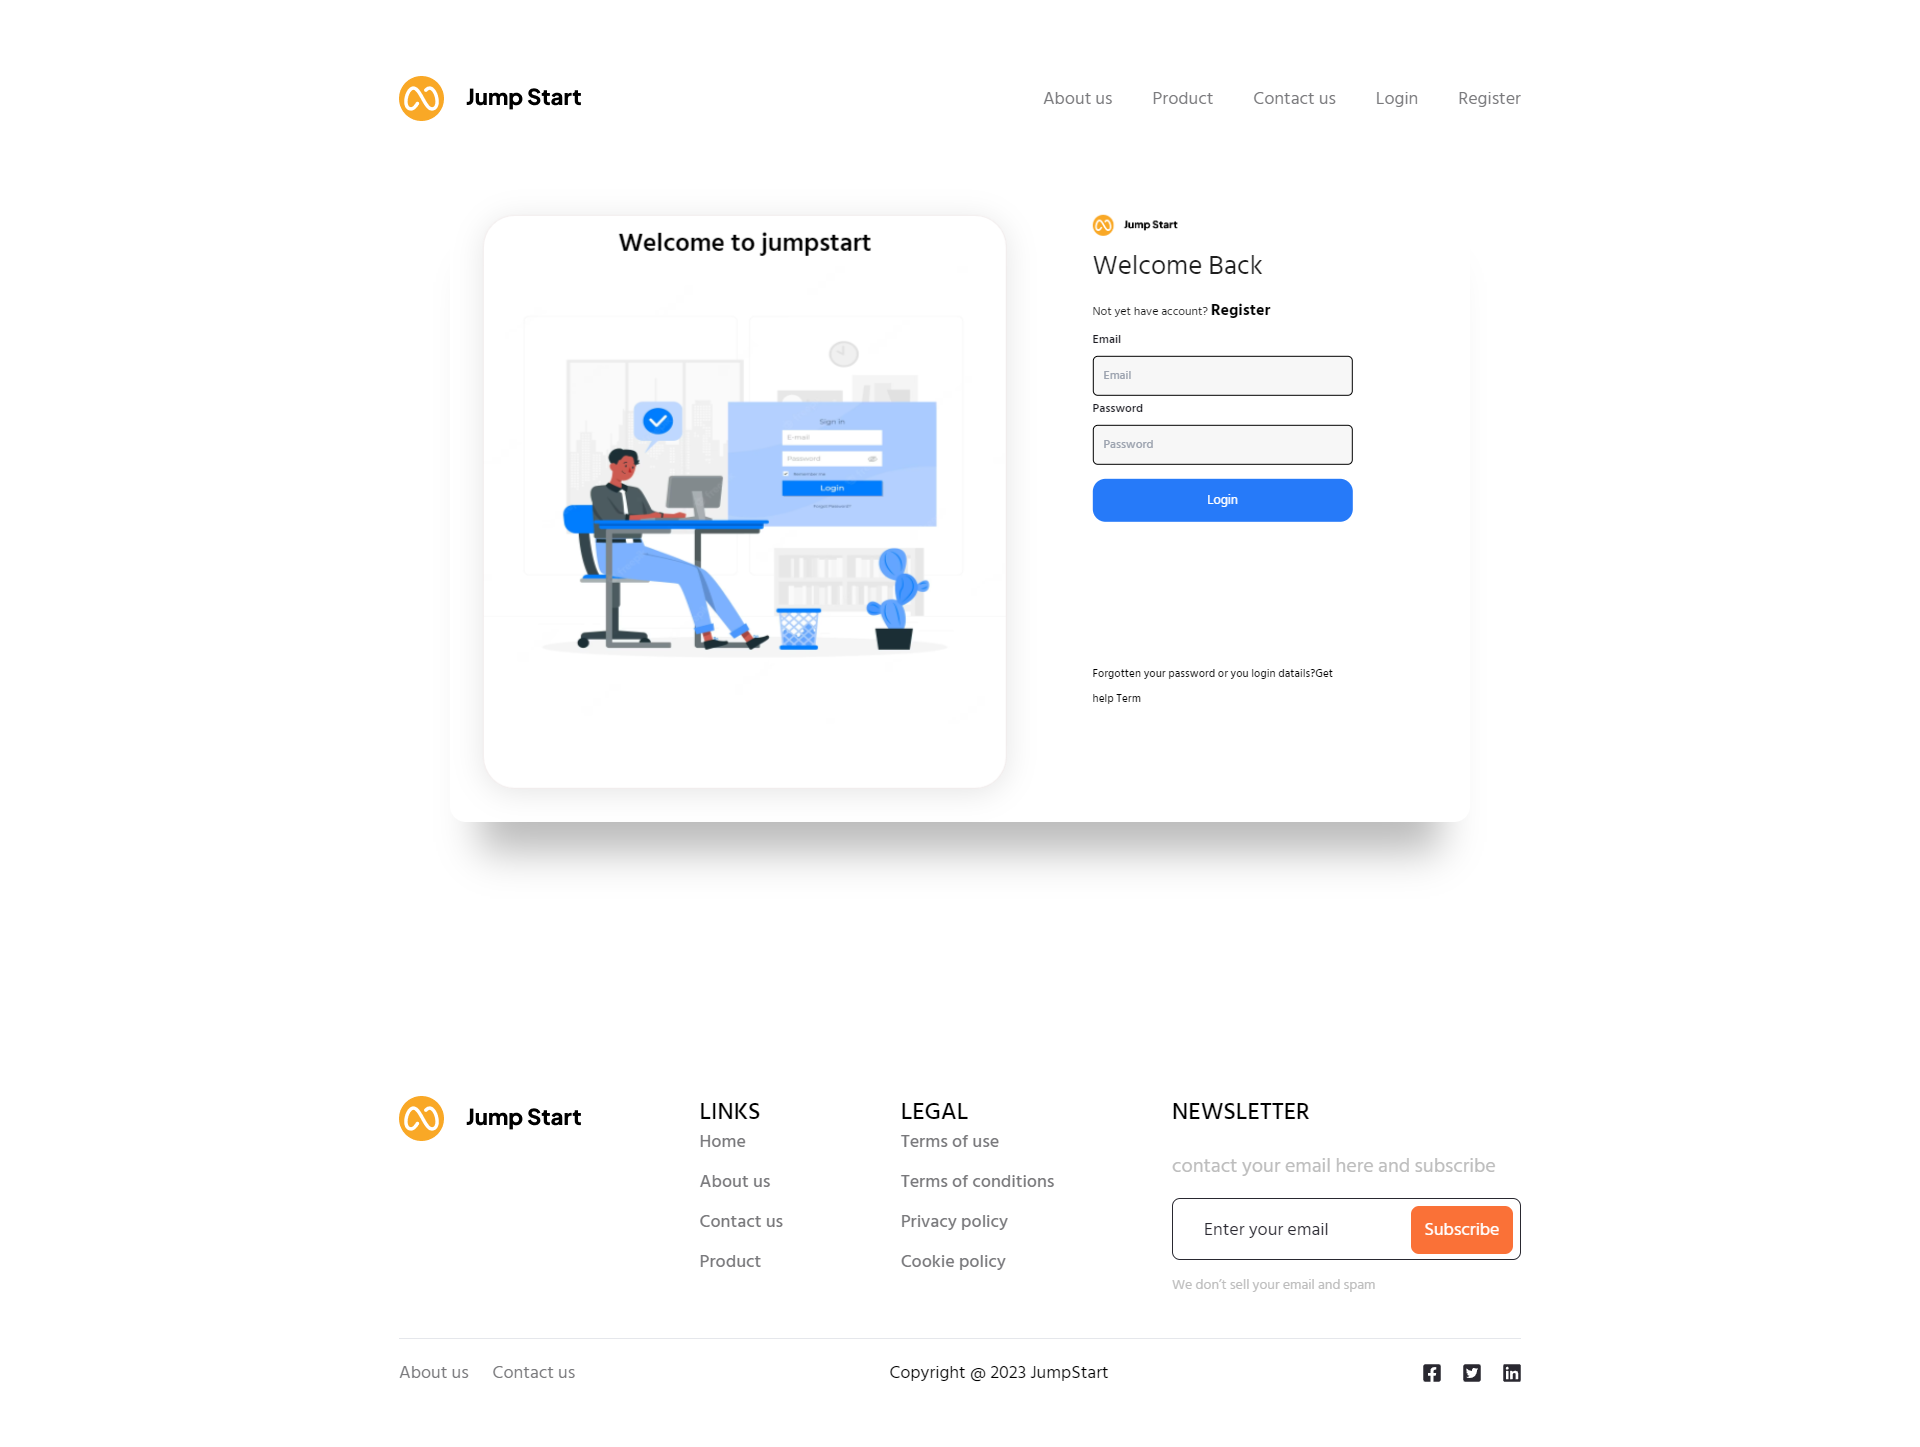 Jump Start
About us Product Contact us Login Register
Welcome to jumpstart
Sign In
E-mail
Password
Remember me
Login
Forgot Password?
Jump Start
Welcome Back
Not yet have account? Register
Email
Email
Password
Password
Login
Forgotten your password or you login datails?Get
help Term
Jump Start
LINKS
Home
About us
Contact us
Product
LEGAL
Terms of use
Terms of conditions
Privacy policy
Cookie policy
NEWSLETTER
contact your email here and subscribe
Enter your email Subscribe
We don't sell your email and spam
About us Contact us Copyright @ 2023 JumpStart